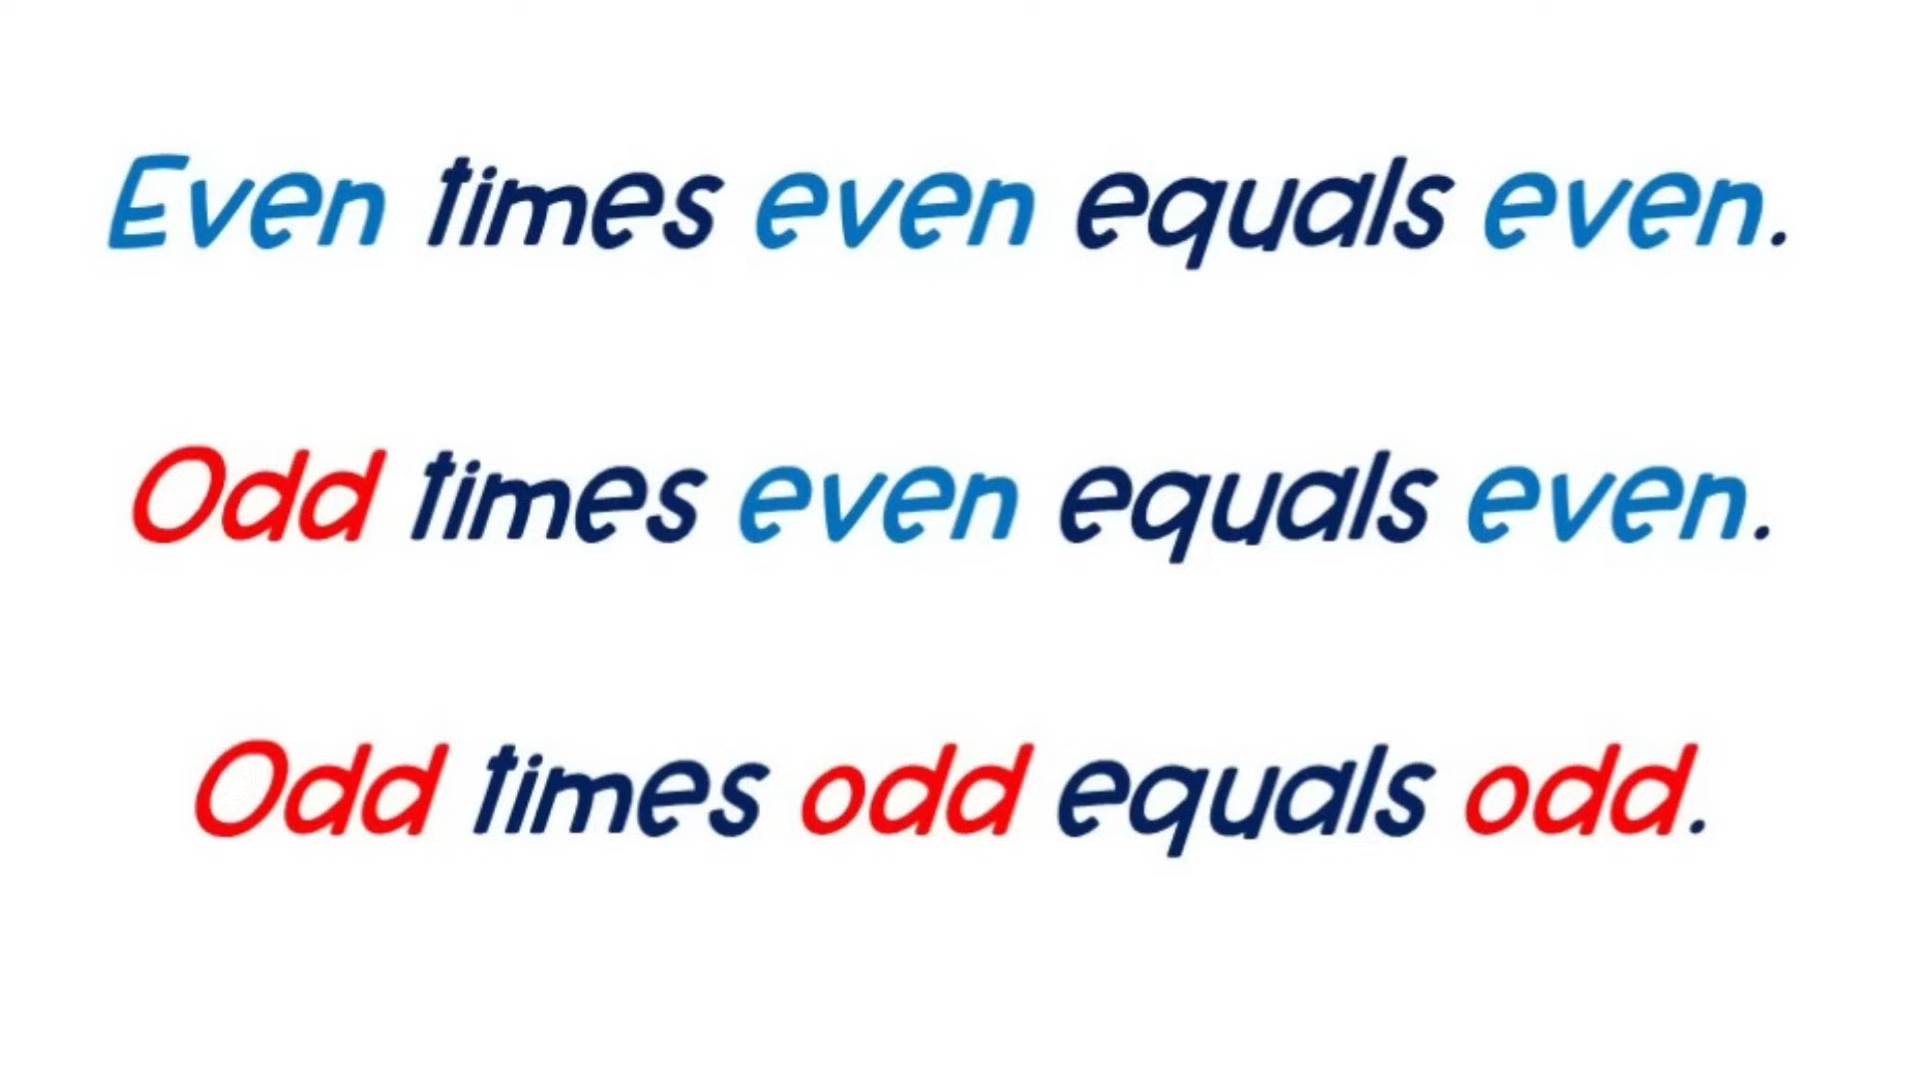 Even times even equals even.
Odd times even equals even.
Odd times odd equals odd.